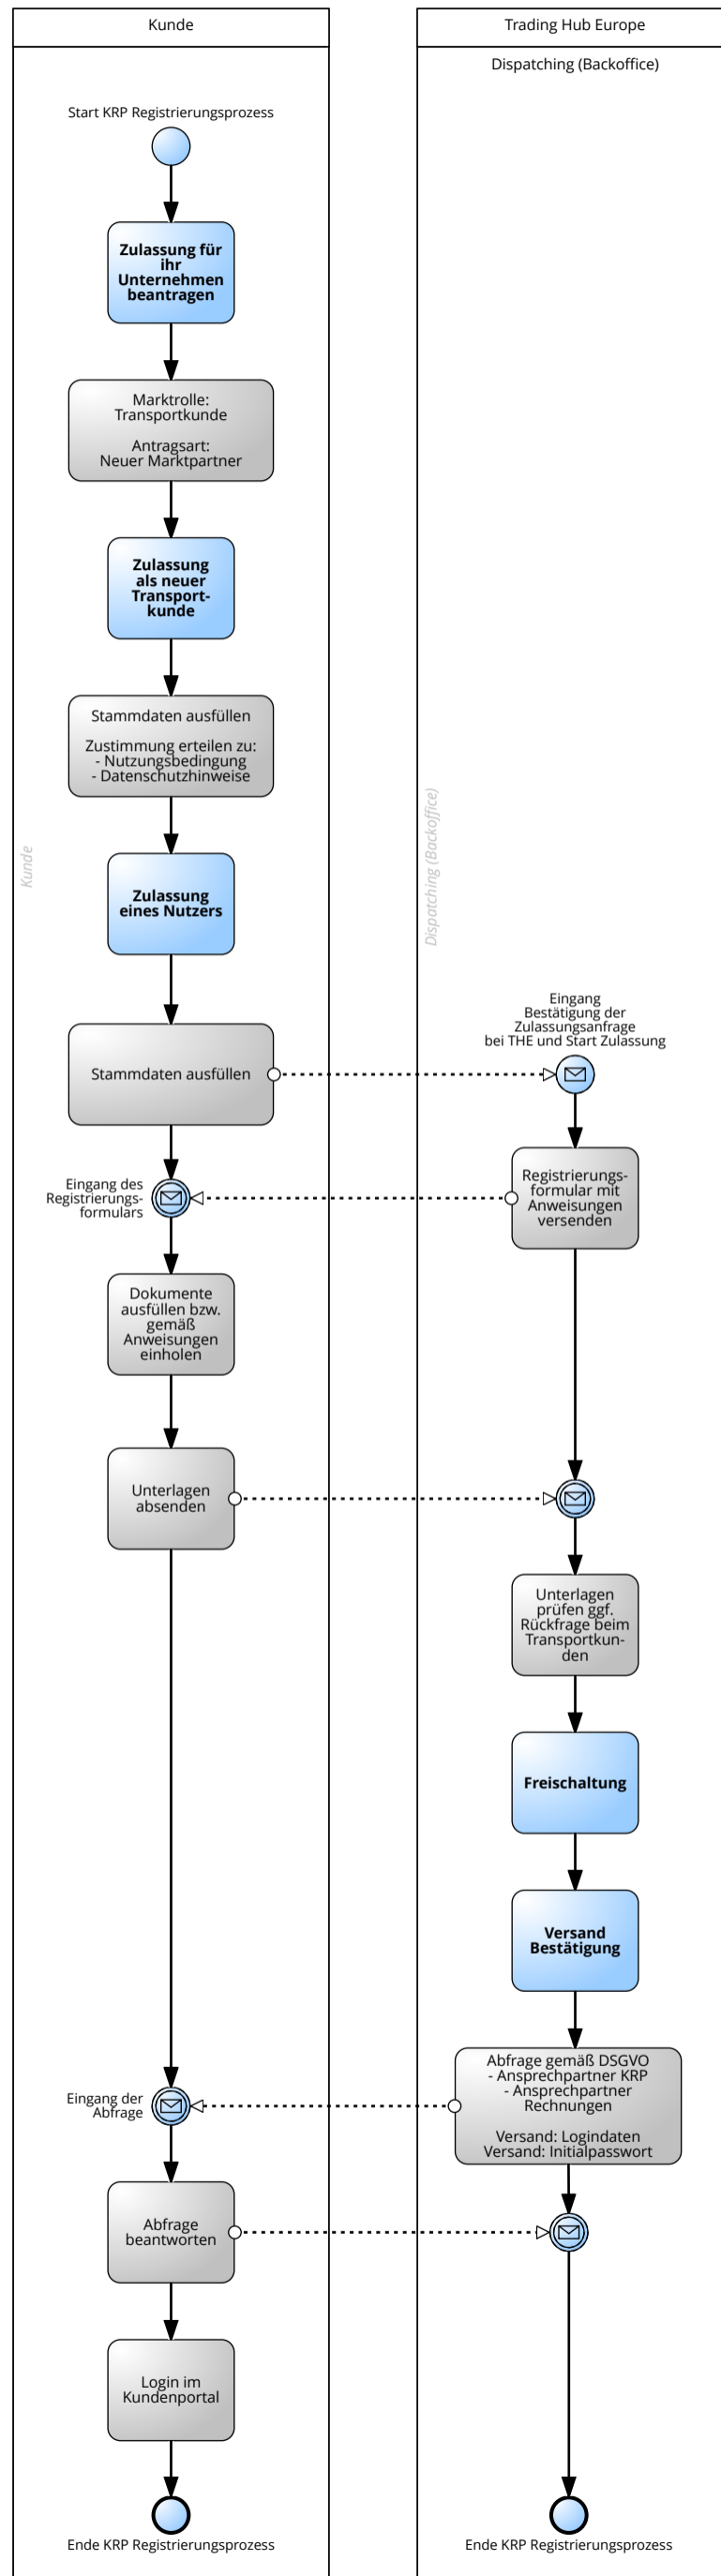 Kunde
Trading Hub Europe
Dispatching (Backoffice)
Start KRP Registrierungsprozess
Zulassung für
ihr
Unternehmen
beantragen
Marktrolle:
Transportkunde
Antragsart:
Neuer Marktpartner
Zulassung
als neuer
Transport-
kunde
Stammdaten ausfüllen
Zustimmung erteilen zu:
- Nutzungsbedingung
- Datenschutzhinweise
Kunde
Dispatching (Backoffice)
Zulassung
eines Nutzers
Eingang
Bestätigung der
Zulassungsanfrage
bei THE und Start Zulassung
Stammdaten ausfüllen
Eingang des
Registrierungs-
formulars
Registrierungs-
formular mit
Anweisungen
versenden
Dokumente
ausfüllen bzw.
gemäß
Anweisungen
einholen
Unterlagen
absenden
Unterlagen
prüfen ggf.
Rückfrage beim
Transportkun-
den
Freischaltung
Versand
Bestätigung
Eingang der
Abfrage
Abfrage gemäß DSGVO
- Ansprechpartner KRP
- Ansprechpartner
Rechnungen
Versand: Logindaten
Versand: Initialpasswort
Abfrage
beantworten
Login im
Kundenportal
Ende KRP Registrierungsprozess
Ende KRP Registrierungsprozess